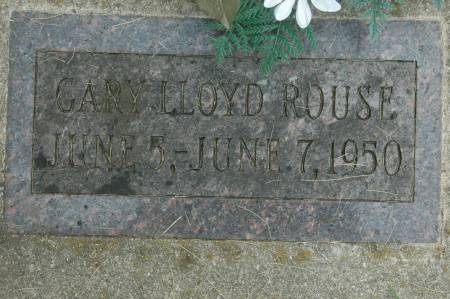 GARY LLOYD ROUSE
JUNE 5,-JUNE 7, 1950